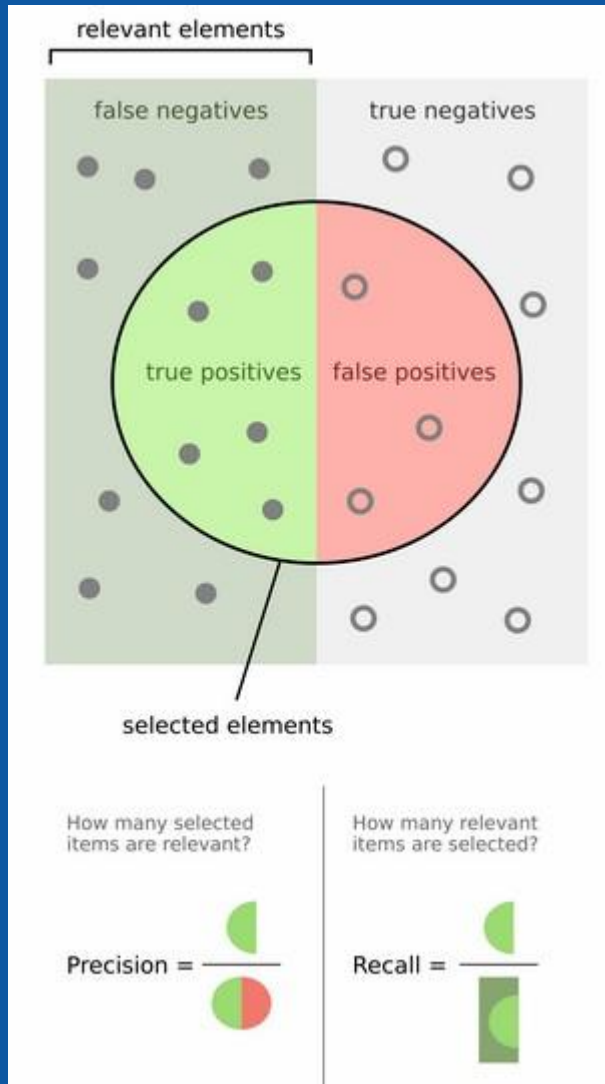 relevant elements
false negatives
true negatives
true positives
false positives
selected elements
How many selected
items are relevant?
How many relevant
items are selected?
Precision =
Recall =